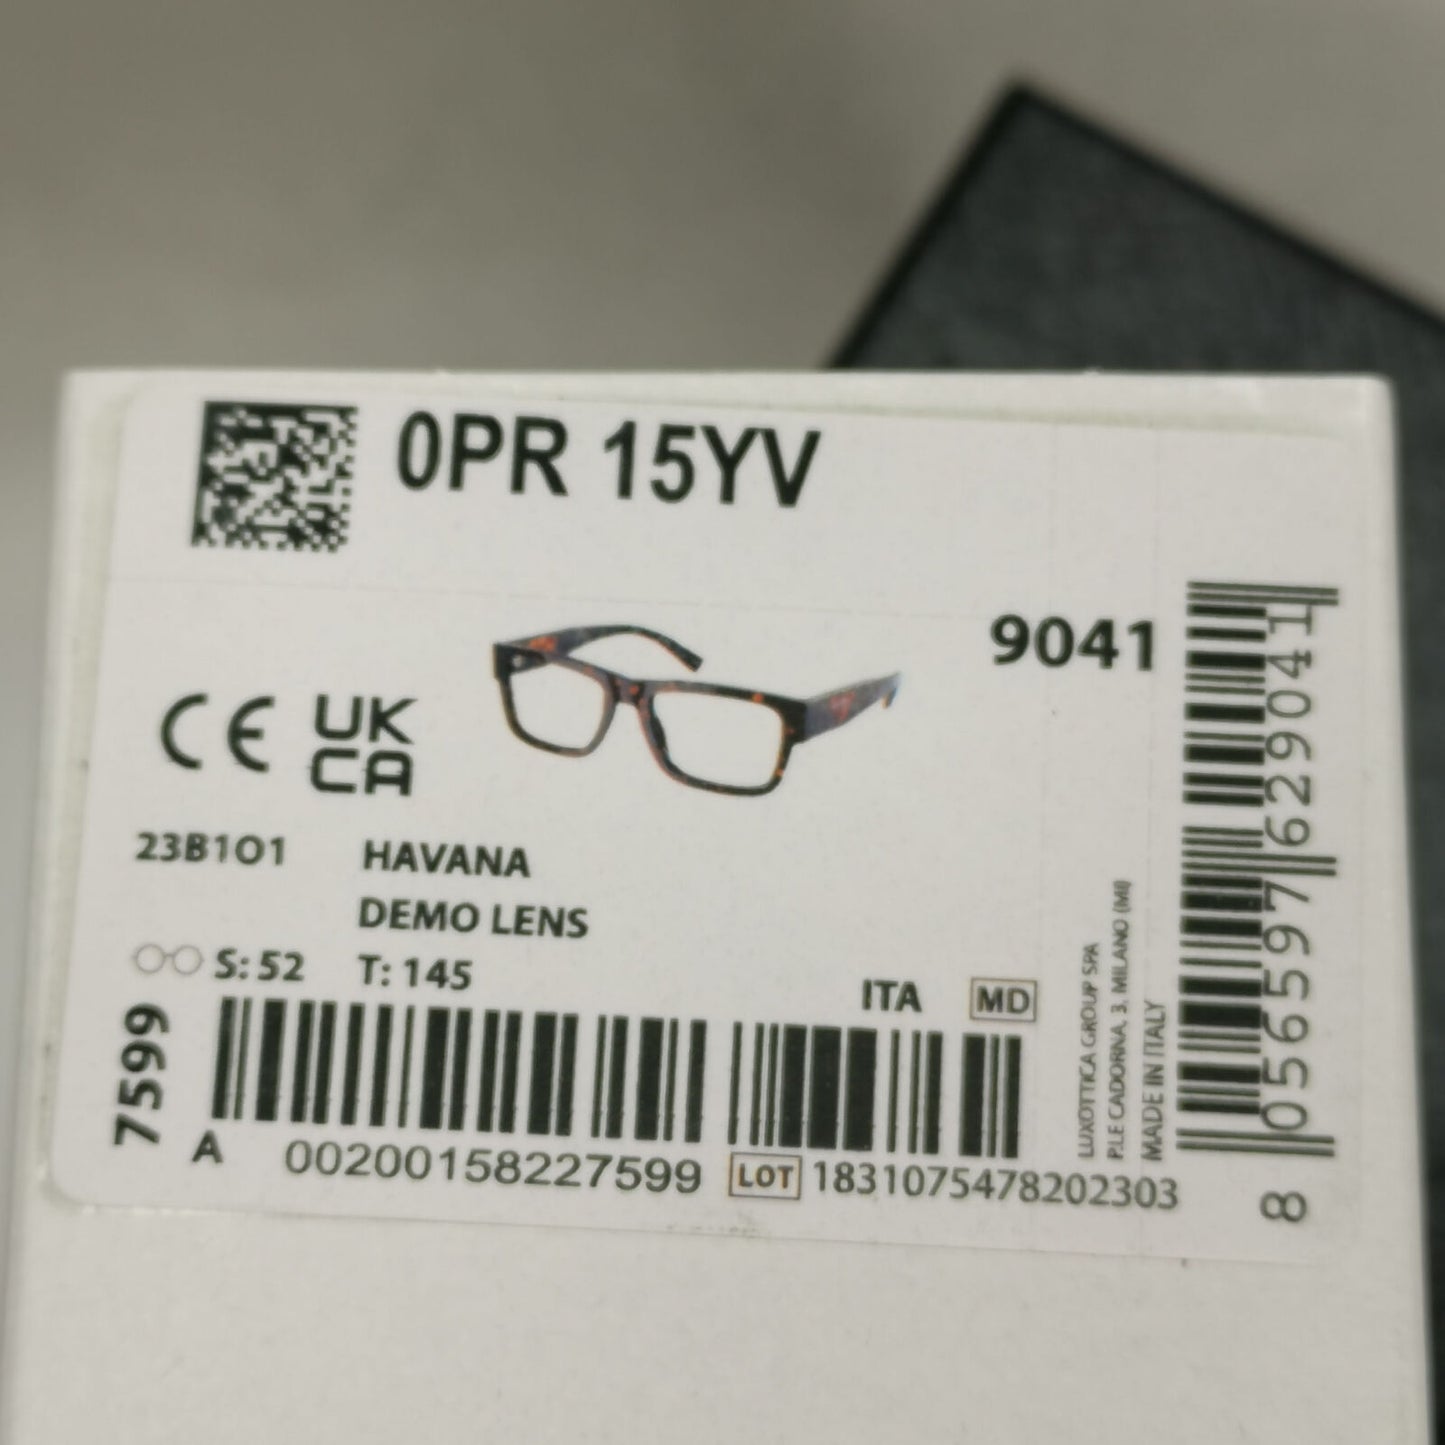 0PR 15YV
9041
CE UK
CA
23B1O1 HAVANA
DEMO LENS
S: 52 T: 145
ITA MD
7599
A 00200158227599 LOT 1831075478202303
LUXOTTICA GROUP SPA
P.LE CADORNA, 3. MILANO (MI)
MADE IN ITALY
8 056597 629041